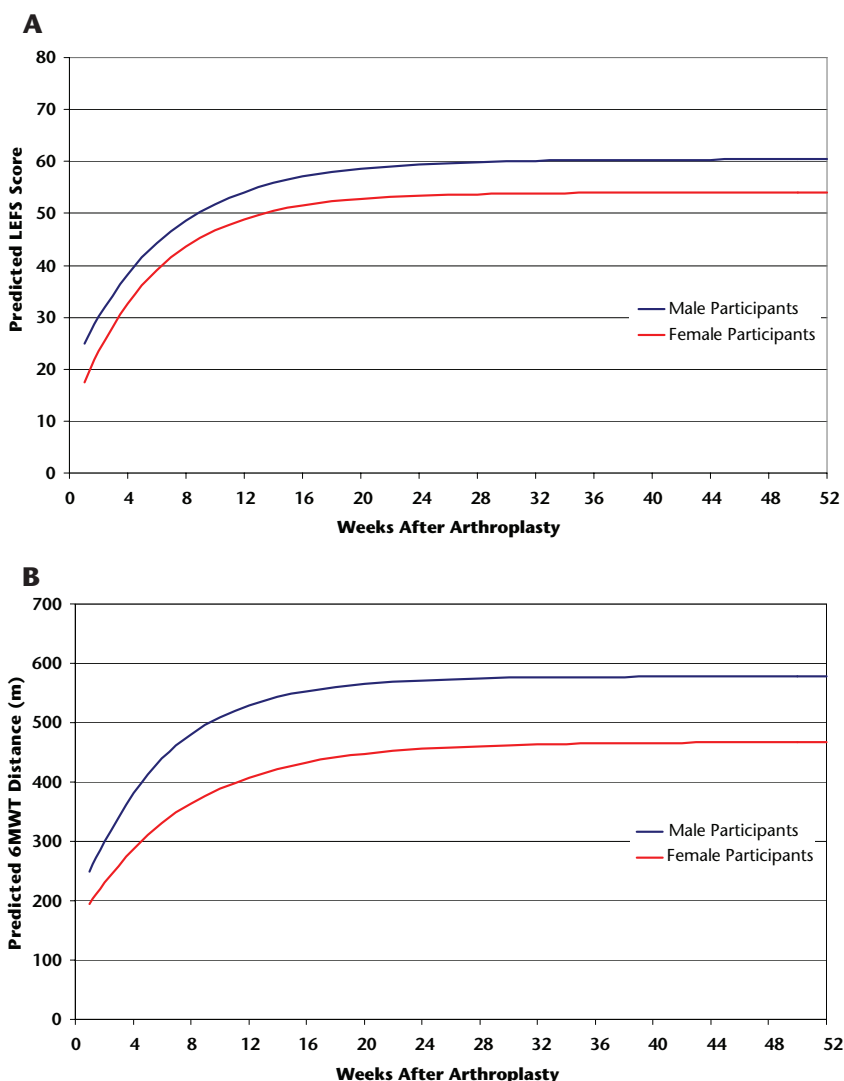 A
80
70
60
50
40
30
20
10
0
Predicted LEFS Score
Male Participants
Female Participants
0 4 8 12 16 20 24 28 32 36 40 44 48 52
Weeks After Arthroplasty
B
700
600
500
400
300
200
100
0
Predicted 6MWT Distance (m)
Male Participants
Female Participants
0 4 8 12 16 20 24 28 32 36 40 44 48 52
Weeks After Arthroplasty